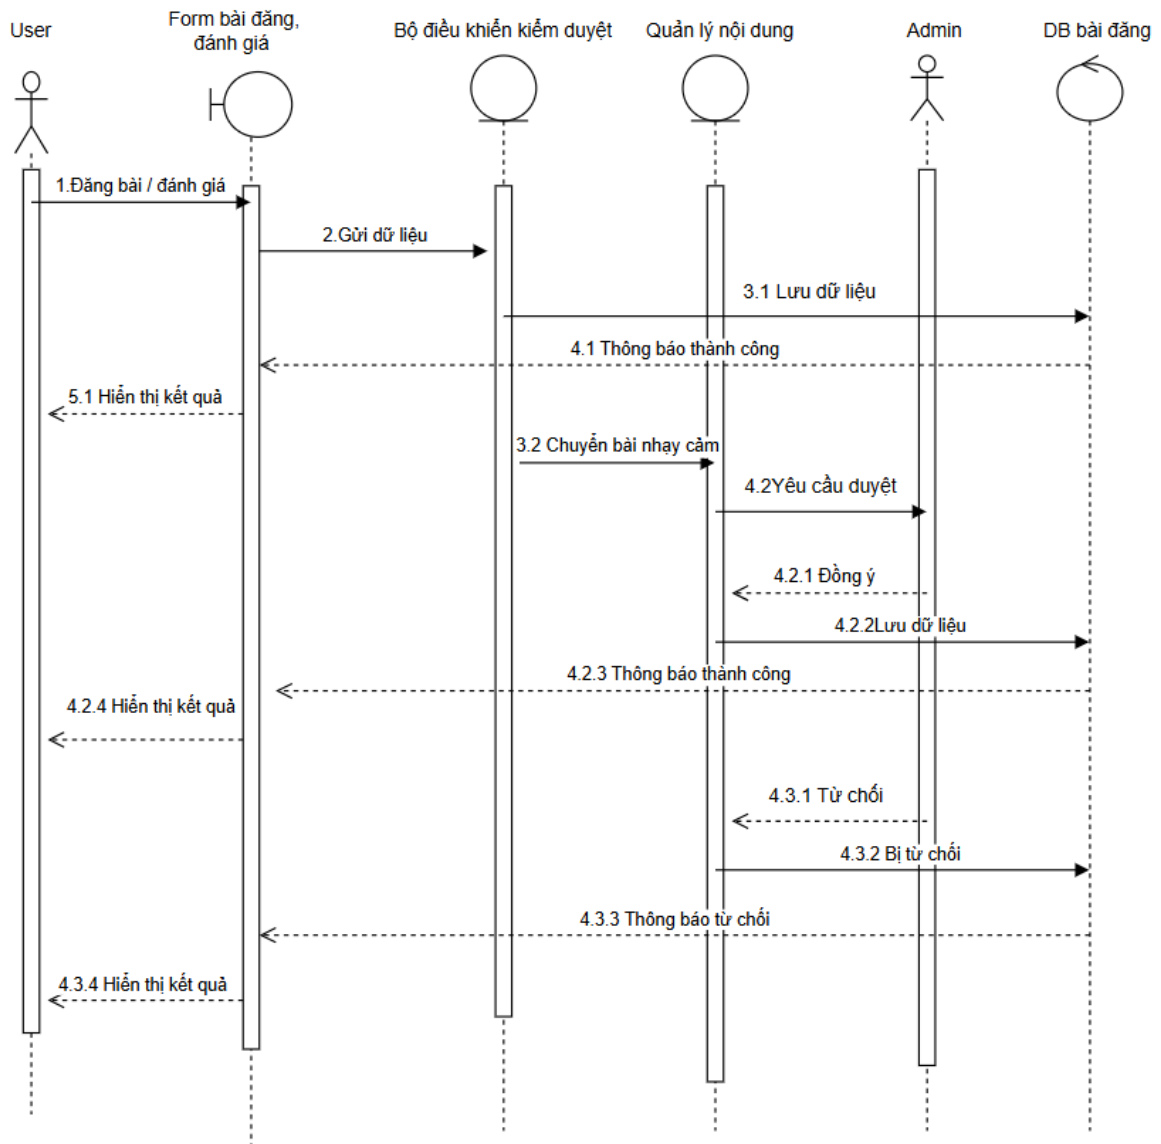 User
Form bài đăng,
đánh giá
Bộ điều khiển kiểm duyệt
Quản lý nội dung
Admin
DB bài đăng
1.Đăng bài / đánh giá
2.Gửi dữ liệu
3.1 Lưu dữ liệu
4.1 Thông báo thành công
5.1 Hiển thị kết quả
3.2 Chuyển bài nhạy cảm
4.2Yêu cầu duyệt
4.2.1 Đồng ý
4.2.2Lưu dữ liệu
4.2.3 Thông báo thành công
4.2.4 Hiển thị kết quả
4.3.1 Từ chối
4.3.2 Bị từ chối
4.3.3 Thông báo từ chối
4.3.4 Hiển thị kết quả